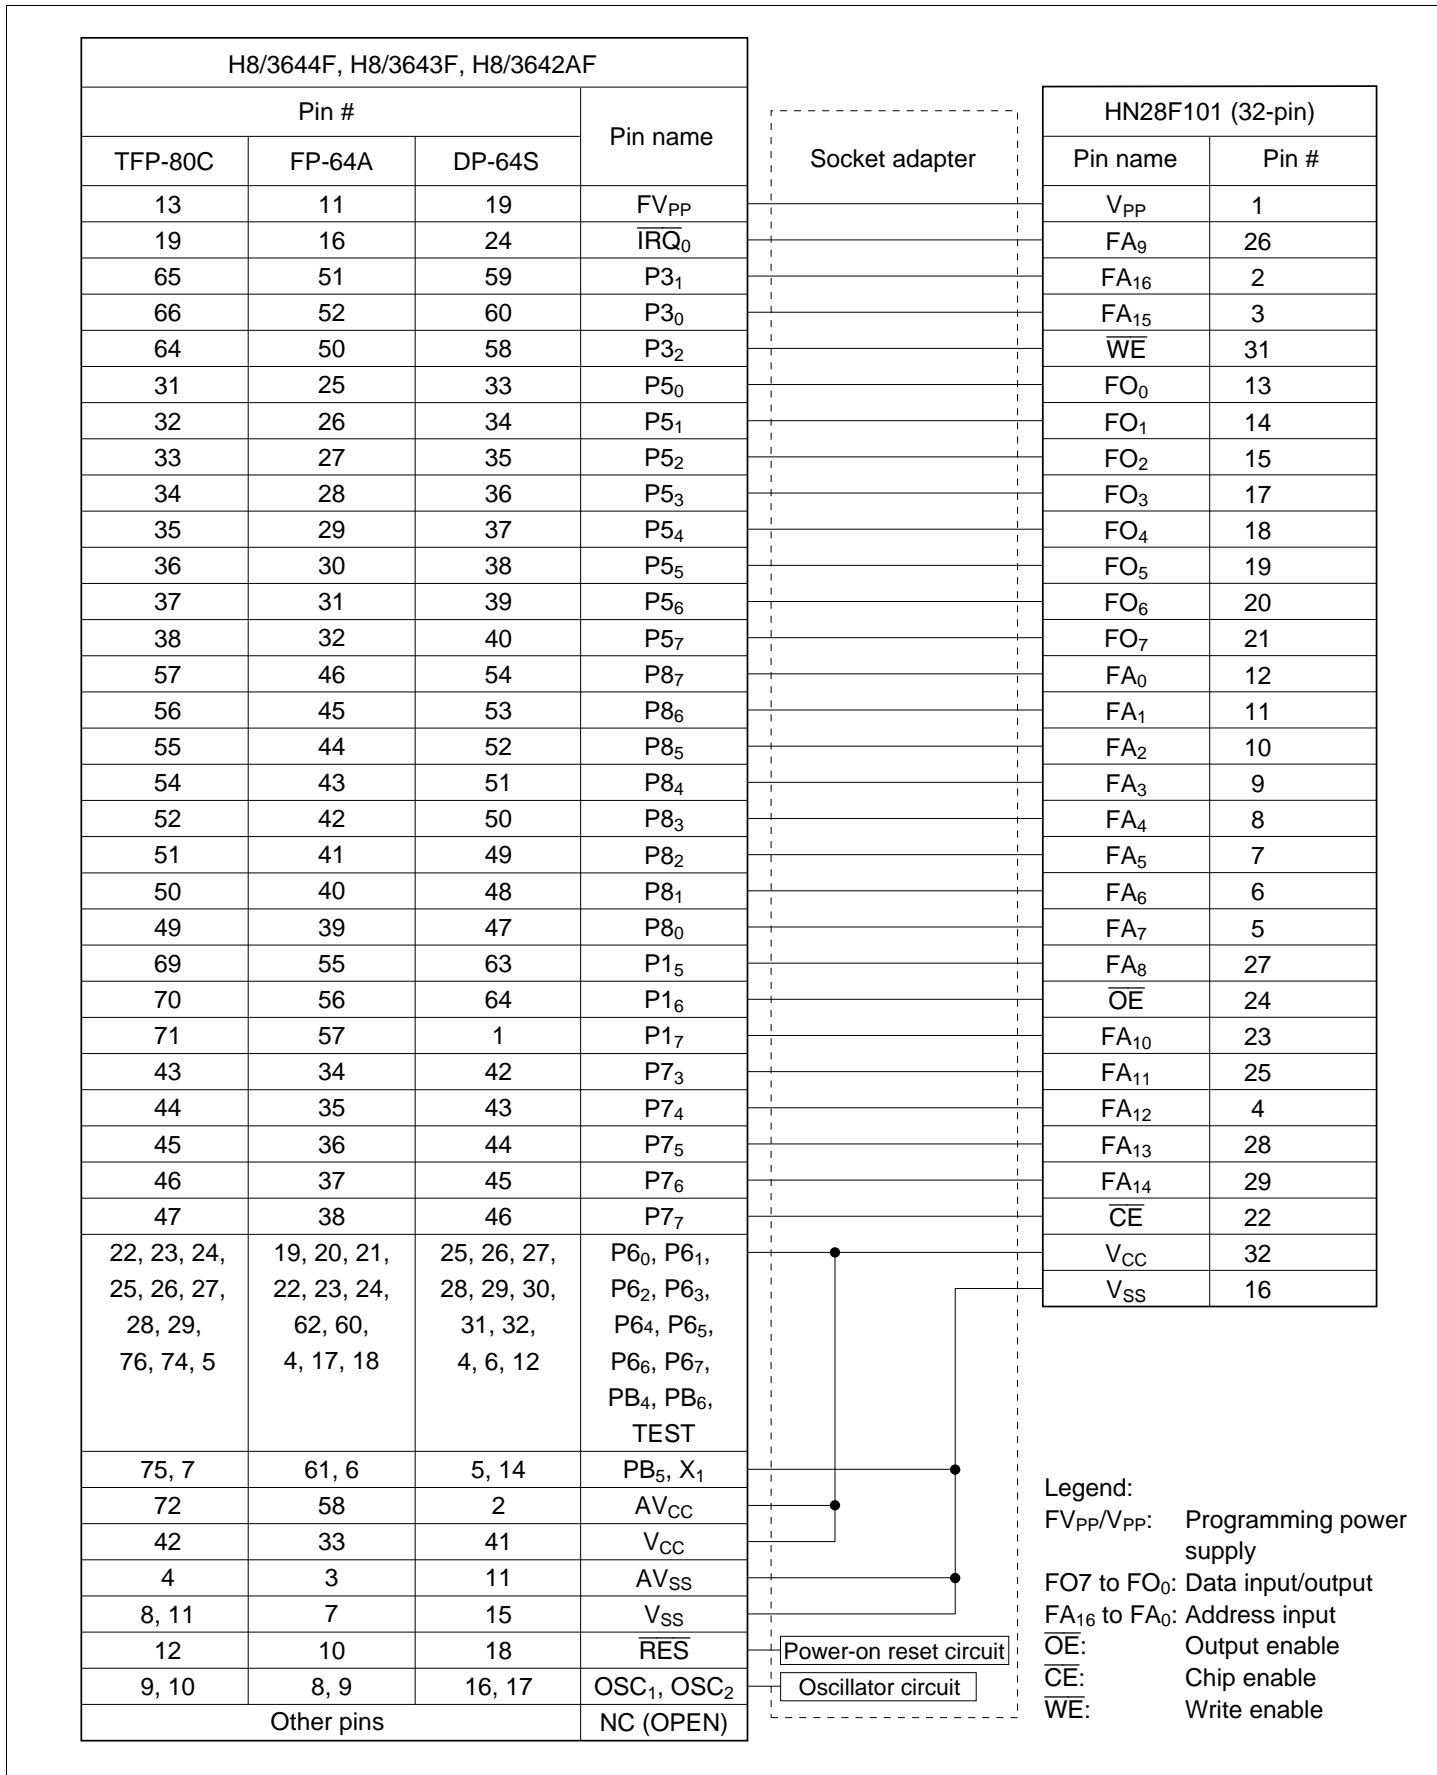 H8/3644F, H8/3643F, H8/3642AF
Pin #
Pin name
TFP-80C FP-64A DP-64S
Socket adapter
HN28F101 (32-pin)
Pin name Pin #
13 11 19 FVPP VPP 1
19 16 24 I̅R̅Q̅0 FA9 26
65 51 59 P31 FA16 2
66 52 60 P30 FA15 3
64 50 58 P32 W̅E̅ 31
31 25 33 P50 FO0 13
32 26 34 P51 FO1 14
33 27 35 P52 FO2 15
34 28 36 P53 FO3 17
35 29 37 P54 FO4 18
36 30 38 P55 FO5 19
37 31 39 P56 FO6 20
38 32 40 P57 FO7 21
57 46 54 P87 FA0 12
56 45 53 P86 FA1 11
55 44 52 P85 FA2 10
54 43 51 P84 FA3 9
52 42 50 P83 FA4 8
51 41 49 P82 FA5 7
50 40 48 P81 FA6 6
49 39 47 P80 FA7 5
69 55 63 P15 FA8 27
70 56 64 P16 O̅E̅ 24
71 57 1 P17 FA10 23
43 34 42 P73 FA11 25
44 35 43 P74 FA12 4
45 36 44 P75 FA13 28
46 37 45 P76 FA14 29
47 38 46 P77 C̅E̅ 22
22, 23, 24, 19, 20, 21, 25, 26, 27, P60, P61, VCC 32
25, 26, 27, 22, 23, 24, 28, 29, 30, P62, P63, VSS 16
28, 29, 62, 60, 31, 32, P64, P65,
76, 74, 5 4, 17, 18 4, 6, 12 P66, P67,
PB4, PB6,
TEST
75, 7 61, 6 5, 14 PB5, X1
72 58 2 AVCC
42 33 41 VCC
4 3 11 AVSS
8, 11 7 15 VSS
12 10 18 R̅E̅S̅ Power-on reset circuit
9, 10 8, 9 16, 17 OSC1, OSC2 Oscillator circuit
Other pins NC (OPEN)
Legend:
FVPP/VPP: Programming power
supply
FO7 to FO0: Data input/output
FA16 to FA0: Address input
O̅E̅: Output enable
C̅E̅: Chip enable
W̅E̅: Write enable